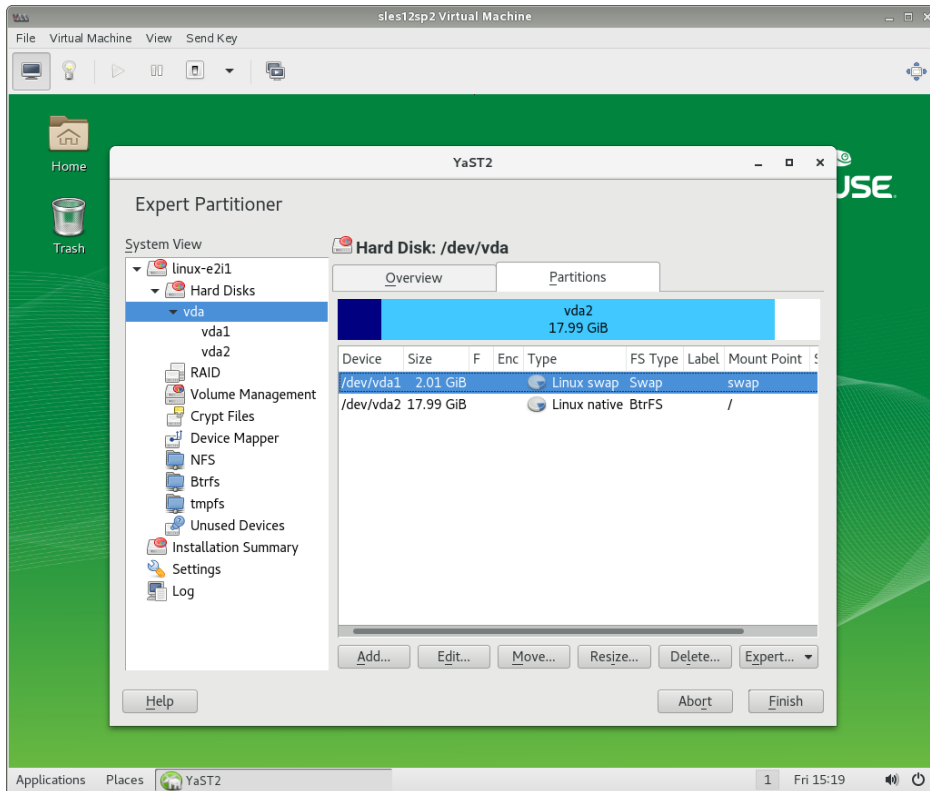 sles12sp2 Virtual Machine
File Virtual Machine View Send Key
Home
Trash
USE.
YaST2
Expert Partitioner
System View
linux-e2i1
Hard Disks
vda
vda1
vda2
RAID
Volume Management
Crypt Files
Device Mapper
NFS
Btrfs
tmpfs
Unused Devices
Installation Summary
Settings
Log
Hard Disk: /dev/vda
Overview Partitions
vda2
17.99 GiB
Device Size F Enc Type FS Type Label Mount Point
/dev/vda1 2.01 GiB Linux swap Swap swap
/dev/vda2 17.99 GiB Linux native BtrFS /
Add... Edit... Move... Resize... Delete... Expert...
Help Abort Finish
Applications Places YaST2 1 Fri 15:19